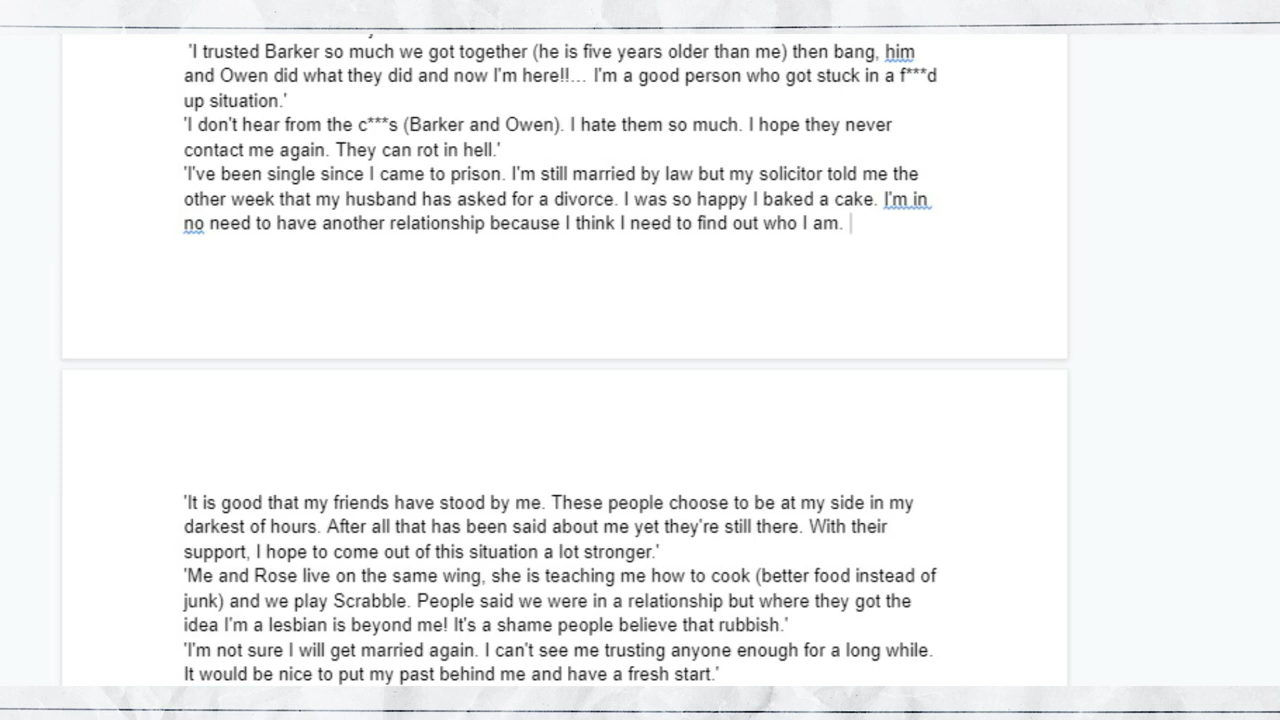 'I trusted Barker so much we got together (he is five years older than me) then bang, him
and Owen did what they did and now I'm here!!... I'm a good person who got stuck in a f***d
up situation.'
'I don't hear from the c***s (Barker and Owen). I hate them so much. I hope they never
contact me again. They can rot in hell.'
'I've been single since I came to prison. I'm still married by law but my solicitor told me the
other week that my husband has asked for a divorce. I was so happy I baked a cake. I'm in
no need to have another relationship because I think I need to find out who I am.
'It is good that my friends have stood by me. These people choose to be at my side in my
darkest of hours. After all that has been said about me yet they're still there. With their
support, I hope to come out of this situation a lot stronger.'
'Me and Rose live on the same wing, she is teaching me how to cook (better food instead of
junk) and we play Scrabble. People said we were in a relationship but where they got the
idea I'm a lesbian is beyond me! It's a shame people believe that rubbish.'
'I'm not sure I will get married again. I can't see me trusting anyone enough for a long while.
It would be nice to put my past behind me and have a fresh start.'